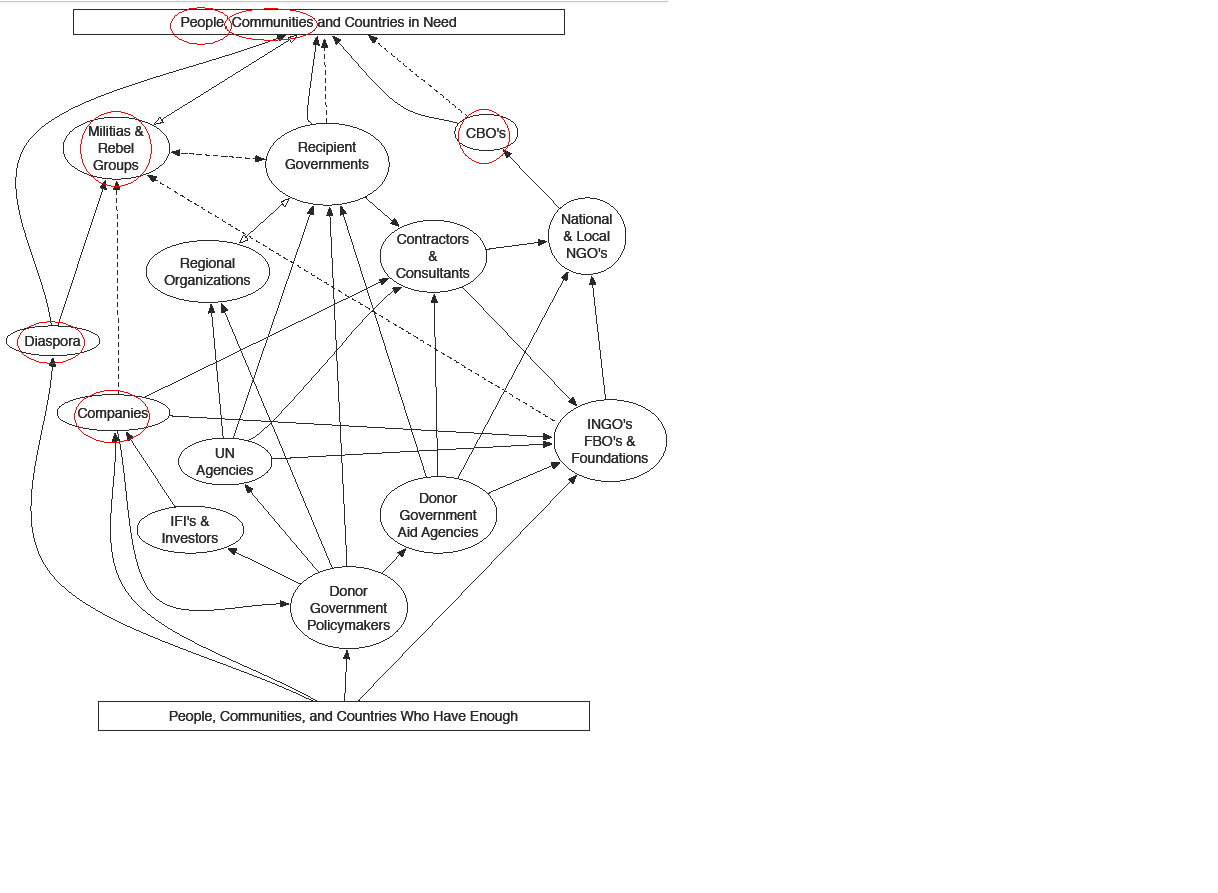 People, Communities and Countries in Need
Militias &
Rebel
Groups
Recipient
Governments
CBO's
National
& Local
NGO's
Contractors
&
Consultants
Regional
Organizations
Diaspora
Companies
INGO's
FBO's &
Foundations
UN
Agencies
Donor
Government
Aid Agencies
IFI's &
Investors
Donor
Government
Policymakers
People, Communities, and Countries Who Have Enough